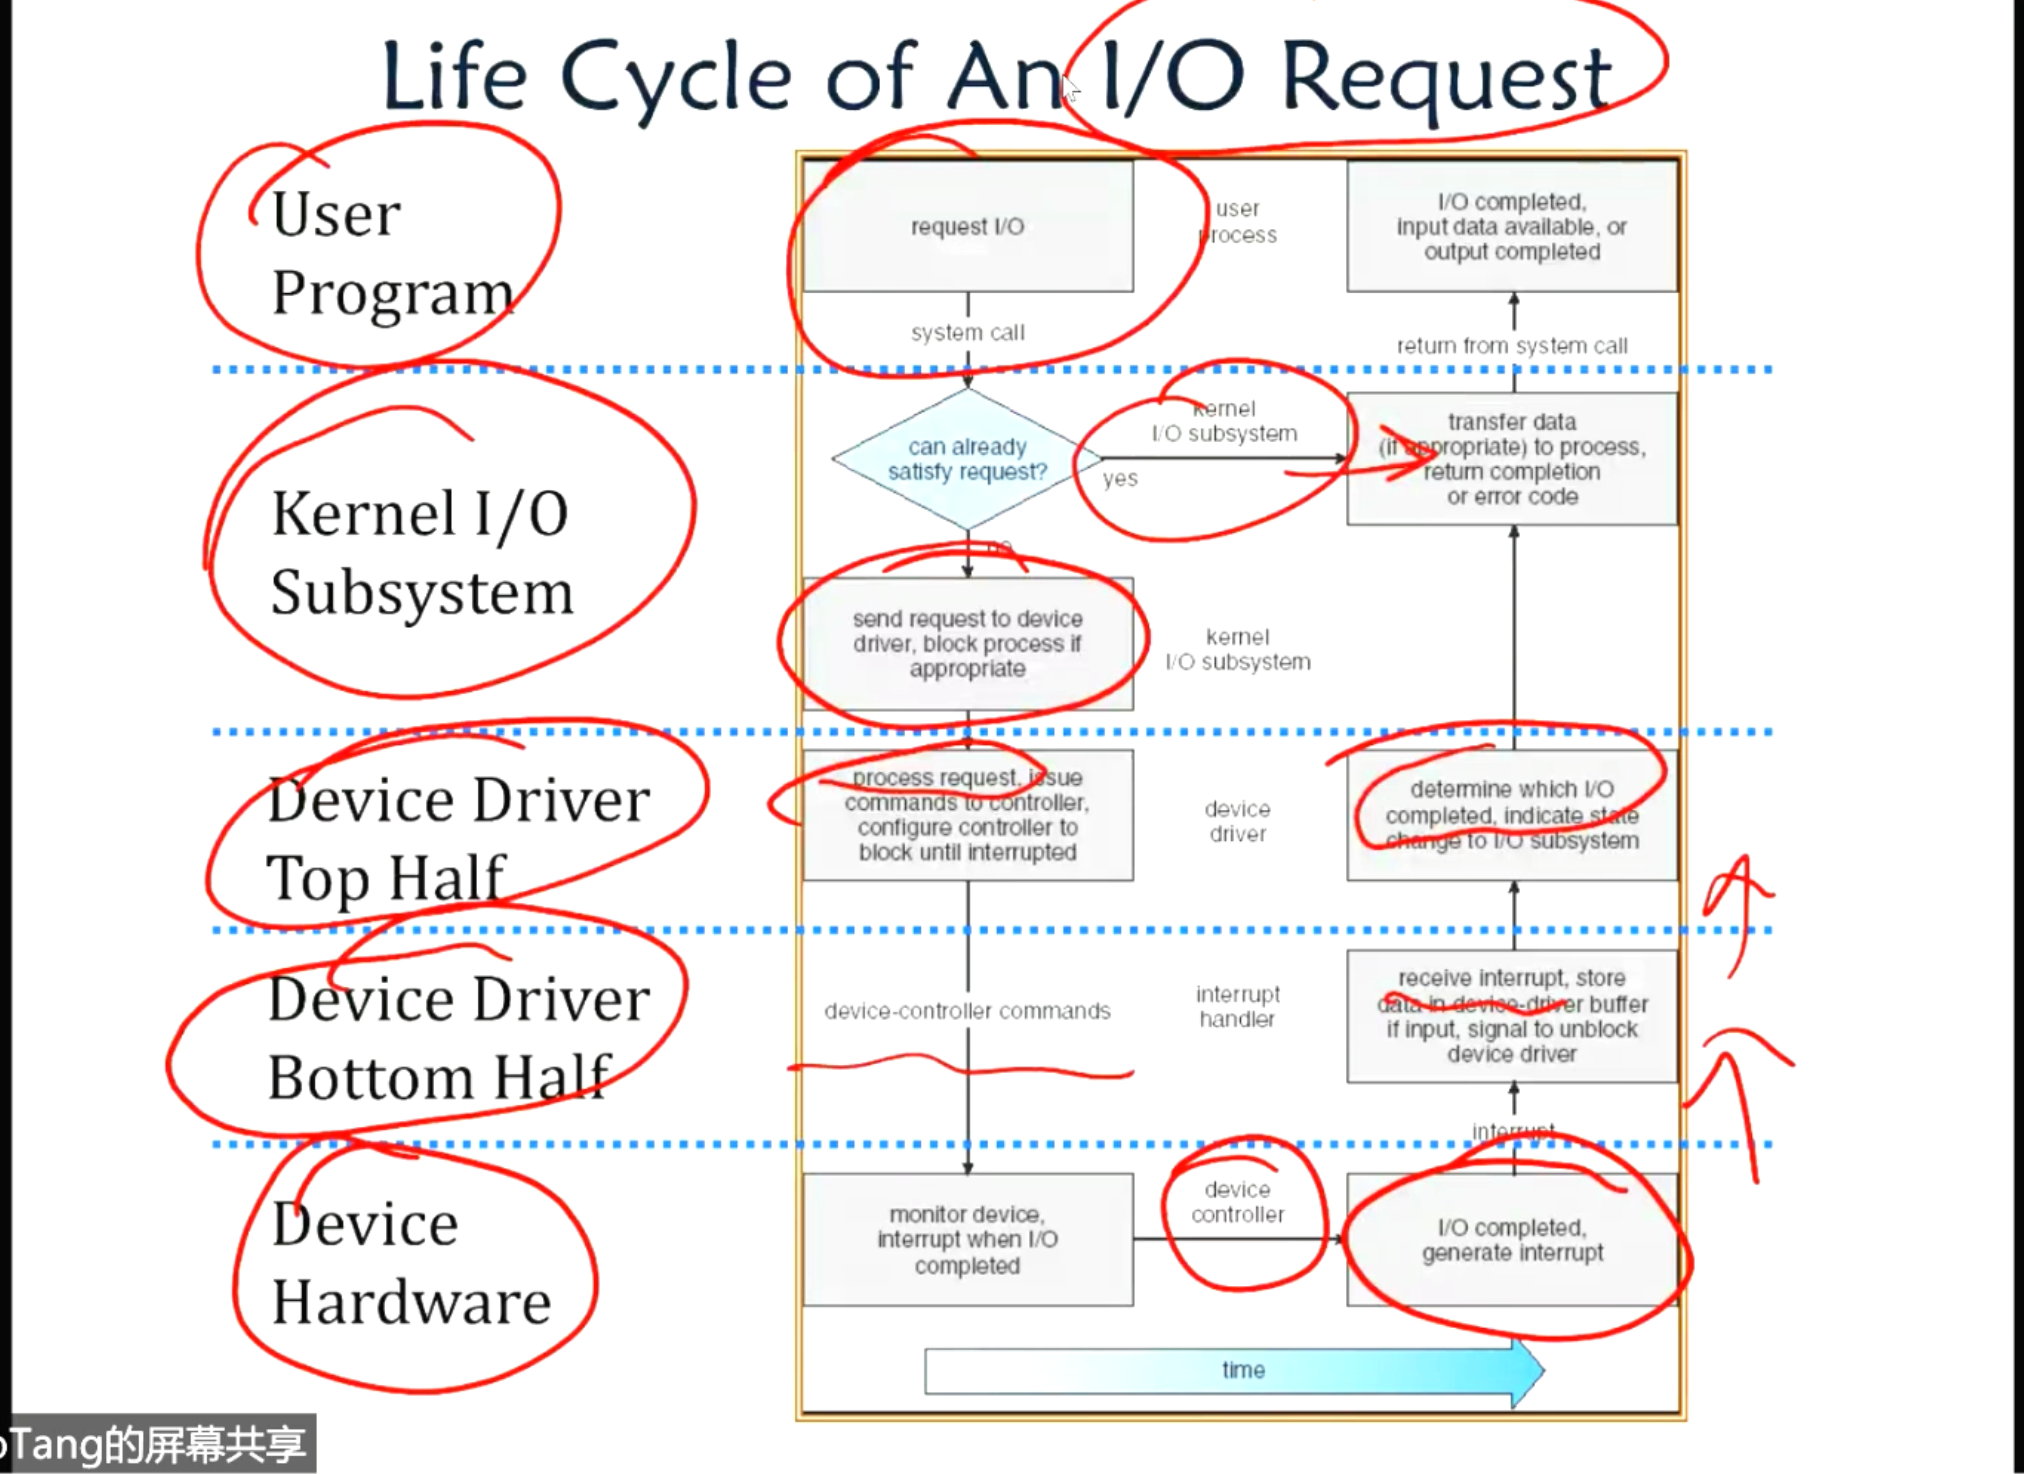 Life Cycle of An I/O Request
User
Program
request I/O
user
process
I/O completed,
input data available, or
output completed
system call
return from system call
Kernel I/O
Subsystem
can already
satisfy request?
kernel
I/O subsystem
yes
transfer data
(if appropriate) to process,
return completion
or error code
no
send request to device
driver, block process if
appropriate
kernel
I/O subsystem
Device Driver
Top Half
process request, issue
commands to controller,
configure controller to
block until interrupted
device
driver
determine which I/O
completed, indicate state
change to I/O subsystem
Device Driver
Bottom Half
device-controller commands
interrupt
handler
receive interrupt, store
data in device-driver buffer
if input, signal to unblock
device driver
interrupt
Device
Hardware
monitor device,
interrupt when I/O
completed
device
controller
I/O completed,
generate interrupt
time
oTang的屏幕共享